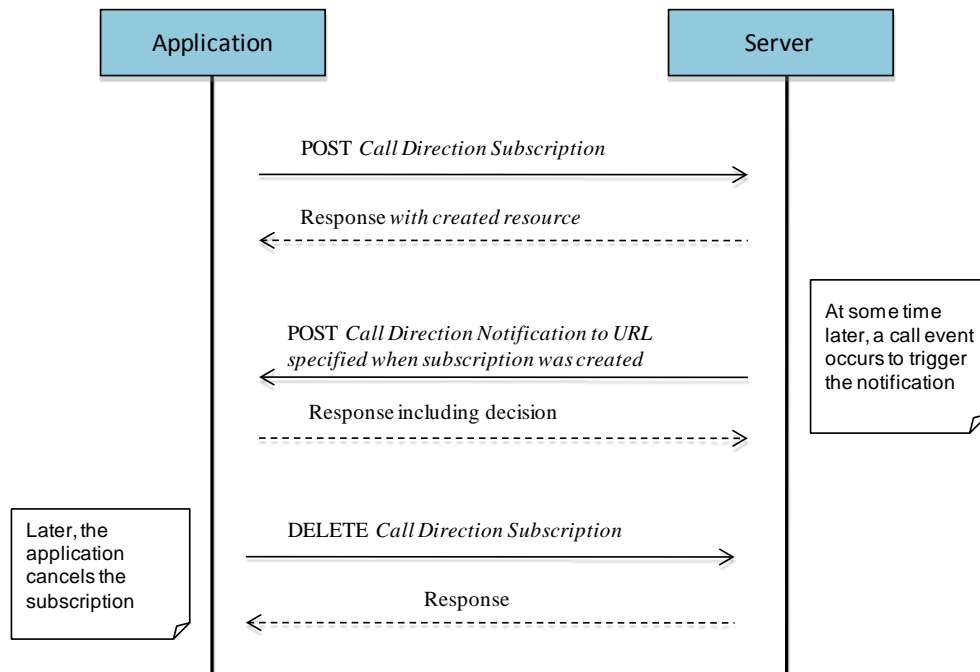 Application
Server
POST Call Direction Subscription
Response with created resource
At some time
later, a call event
occurs to trigger
the notification
POST Call Direction Notification to URL
specified when subscription was created
Response including decision
Later, the
application
cancels the
subscription
DELETE Call Direction Subscription
Response